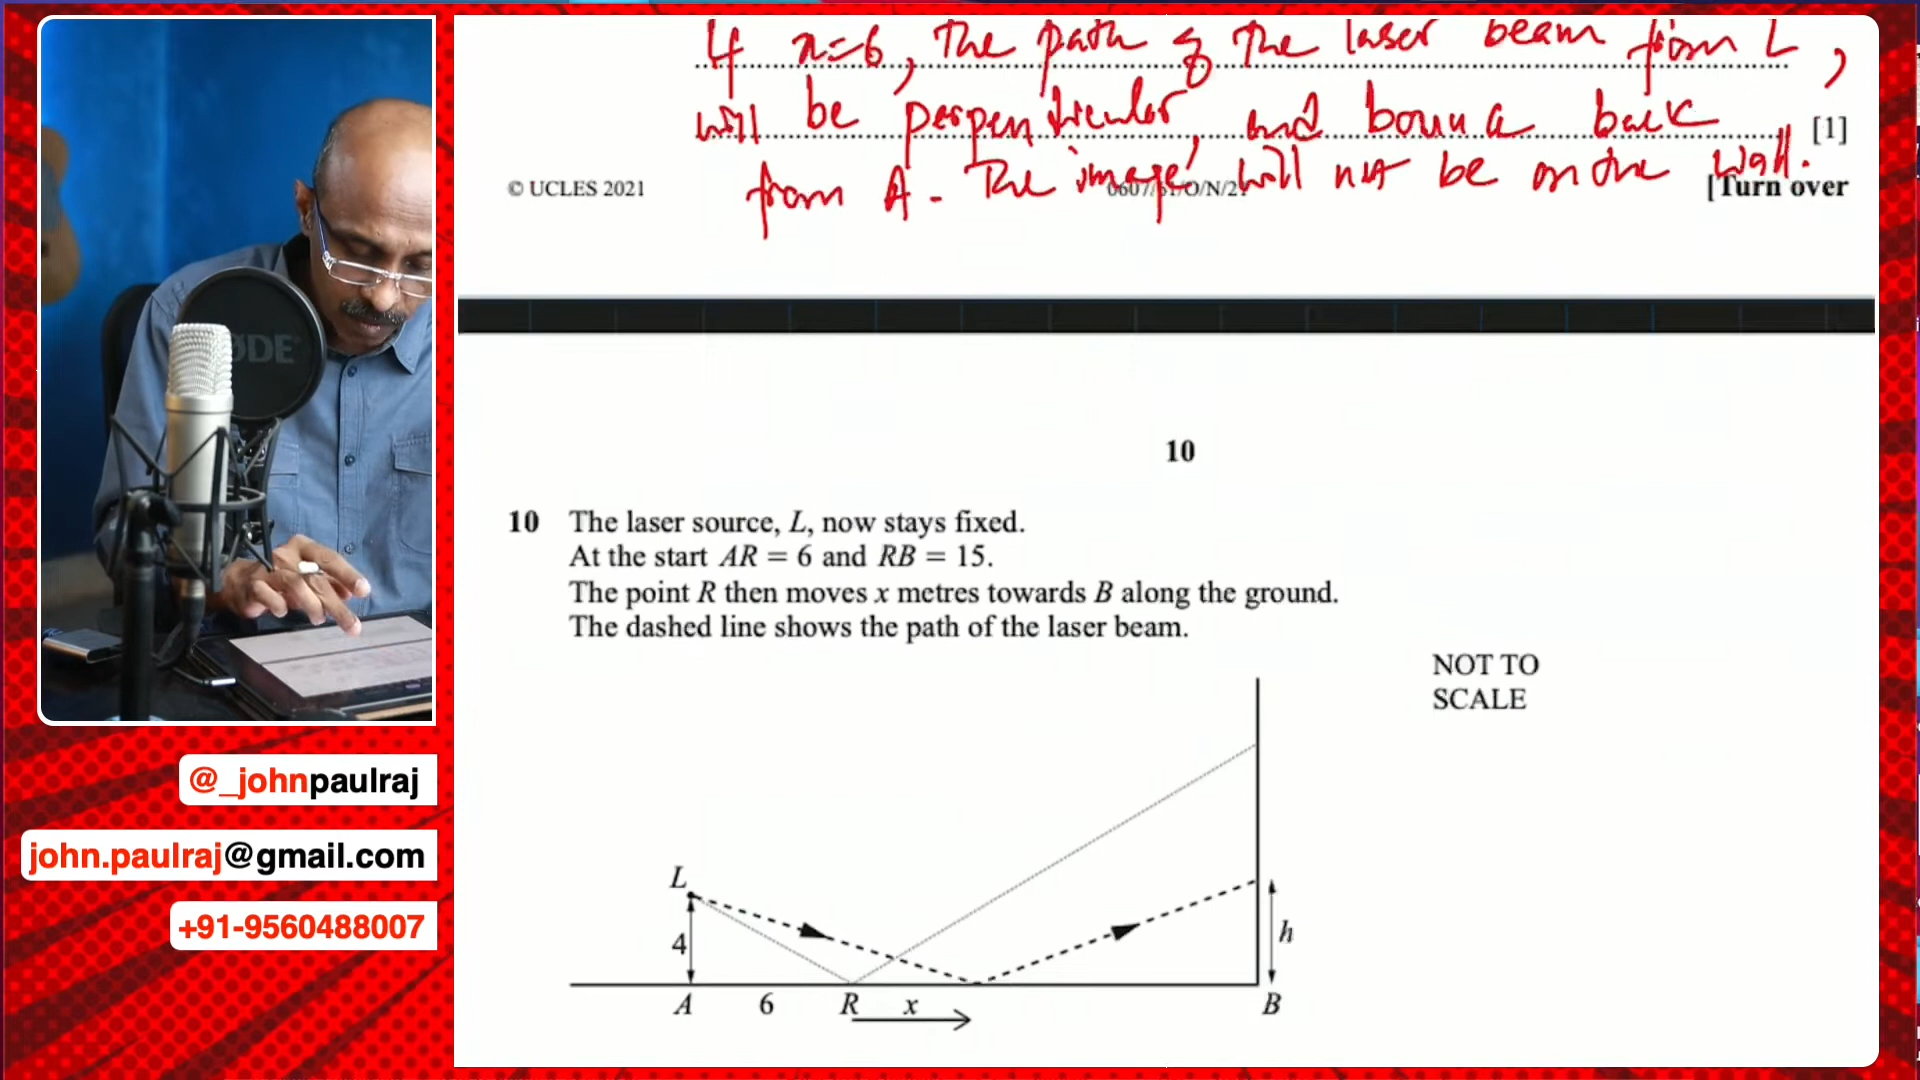 If x=6, The path of the laser beam from L,
will be perpendicular, and bounce back [1]
from A. The 'image' will not be on the wall.
© UCLES 2021 0607/61/O/N/21 [Turn over
RØDE
10
10 The laser source, L, now stays fixed.
At the start AR = 6 and RB = 15.
The point R then moves x metres towards B along the ground.
The dashed line shows the path of the laser beam.
NOT TO
SCALE
L
4
h
A 6 R x B
@_johnpaulraj
john.paulraj@gmail.com
+91-9560488007